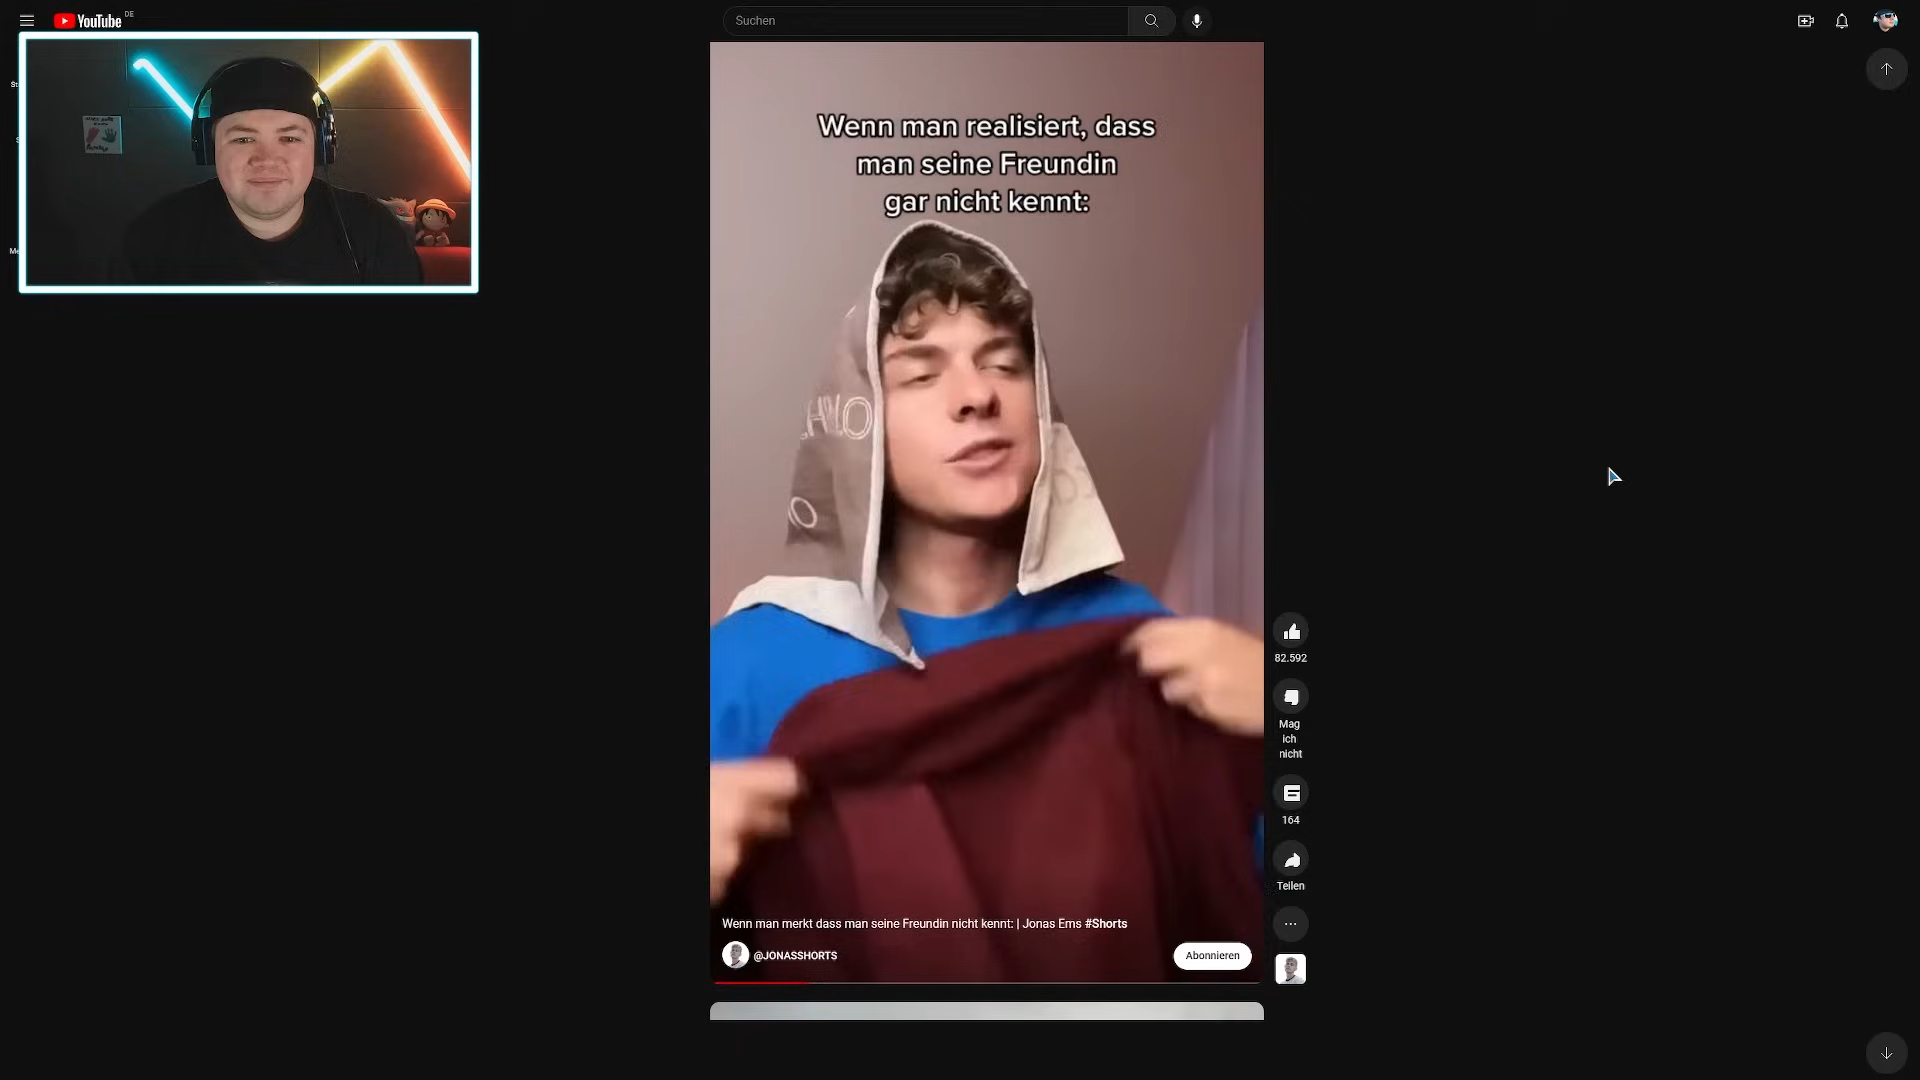 YouTube DE
Suchen
Wenn man realisiert, dass
man seine Freundin
gar nicht kennt:
82.592
Mag
ich
nicht
164
Teilen
Wenn man merkt dass man seine Freundin nicht kennt: | Jonas Ems #Shorts
@JONASSHORTS
Abonnieren